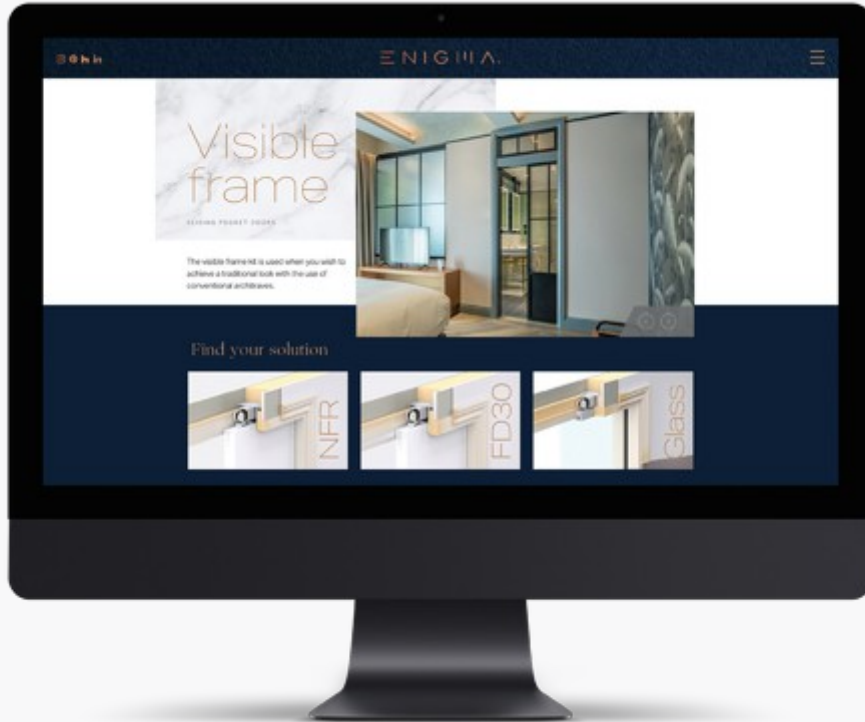 ENIGMA.
Visible
frame
SLIDING POCKET DOORS
The visible frame kit is used when you wish to
achieve a traditional look with the use of
conventional architraves.
Find your solution
NFR
FD30
Glass